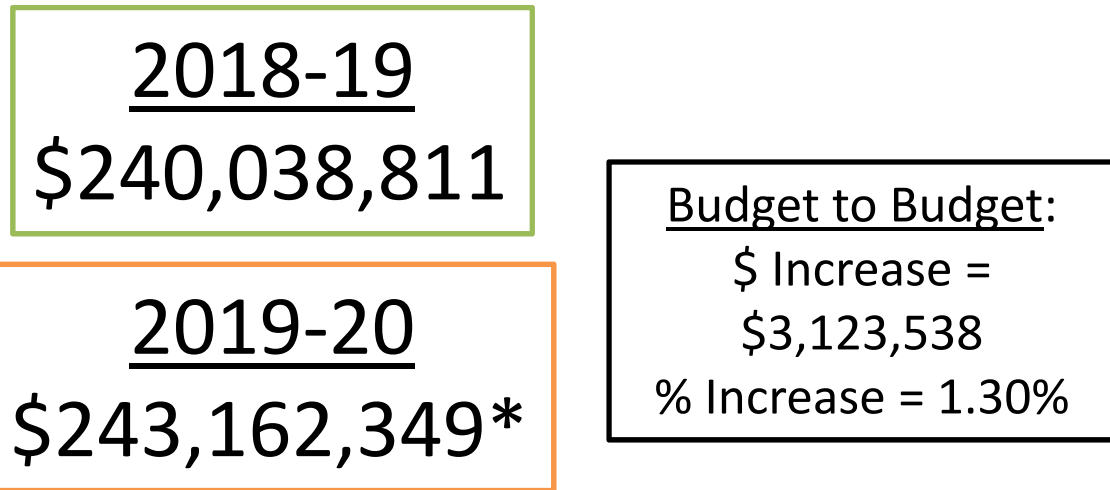 2018-19
$240,038,811
2019-20
$243,162,349*
Budget to Budget:
$ Increase =
$3,123,538
% Increase = 1.30%